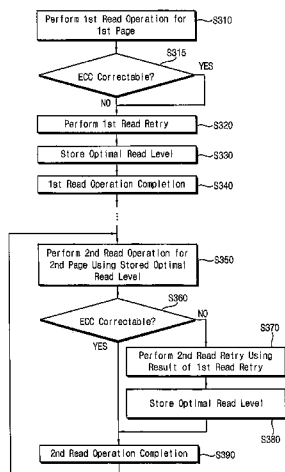 Perform 1st Read Operation for
1st Page
S310
S315
ECC Correctable?
YES
NO
Perform 1st Read Retry
S320
Store Optimal Read Level
S330
1st Read Operation Completion
S340
Perform 2nd Read Operation for
2nd Page Using Stored Optimal
Read Level
S350
S360
ECC Correctable?
NO
YES
S370
Perform 2nd Read Retry Using
Result of 1st Read Retry
Store Optimal Read Level
S380
2nd Read Operation Completion
S390